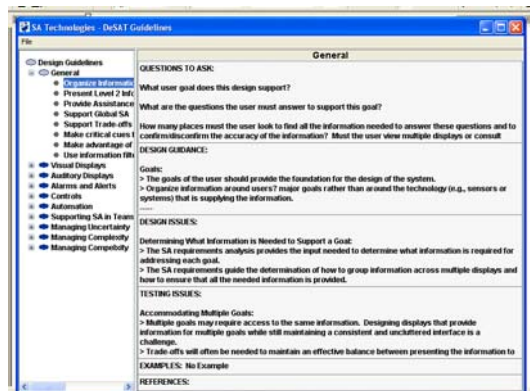 SA Technologies - DeSAT Guidelines
File
Design Guidelines
General
Organize Informatic
Present Level 2 Info
Provide Assistance
Support Global SA
Support Trade-offs
Make critical cues f
Make advantage of
Use information filte
Visual Displays
Auditory Displays
Alarms and Alerts
Controls
Automation
Supporting SA in Teams
Managing Uncertainty
Managing Complexity
Managing Compebdty
General
QUESTIONS TO ASK:
What user goal does this design support?
What are the questions the user must answer to support this goal?
How many places must the user look to find all the information needed to answer these questions and to
confirm/disconfirm the accuracy of the information? Must the user view multiple displays or consult
DESIGN GUIDANCE:
Goals:
> The goals of the user should provide the foundation for the design of the system.
> Organize information around users? major goals rather than around the technology (e.g., sensors or
systems) that is supplying the information.
......
DESIGN ISSUES:
Determining What Information is Needed to Support a Goal:
> The SA requirements analysis provides the input needed to determine what information is required for
addressing each goal.
> The SA requirements guide the determination of how to group information across multiple displays and
how to ensure that all the needed information is provided.
TESTING ISSUES:
Accommodating Multiple Goals:
> Multiple goals may require access to the same information. Designing displays that provide
information for multiple goals while still maintaining a consistent and uncluttered interface is a
challenge.
> Trade-offs will often be needed to maintain an effective balance between presenting the information to
EXAMPLES: No Example
REFERENCES: